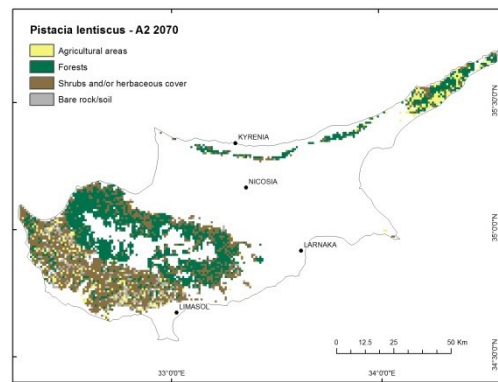 Pistacia lentiscus - A2 2070
Agricultural areas
Forests
Shrubs and/or herbaceous cover
Bare rock/soil
KYRENIA
NICOSIA
LARNAKA
LIMASOL
0 12.5 25 50 Km
33°0'0"E
34°0'0"E
35°30'0"N
35°0'0"N
34°30'0"N